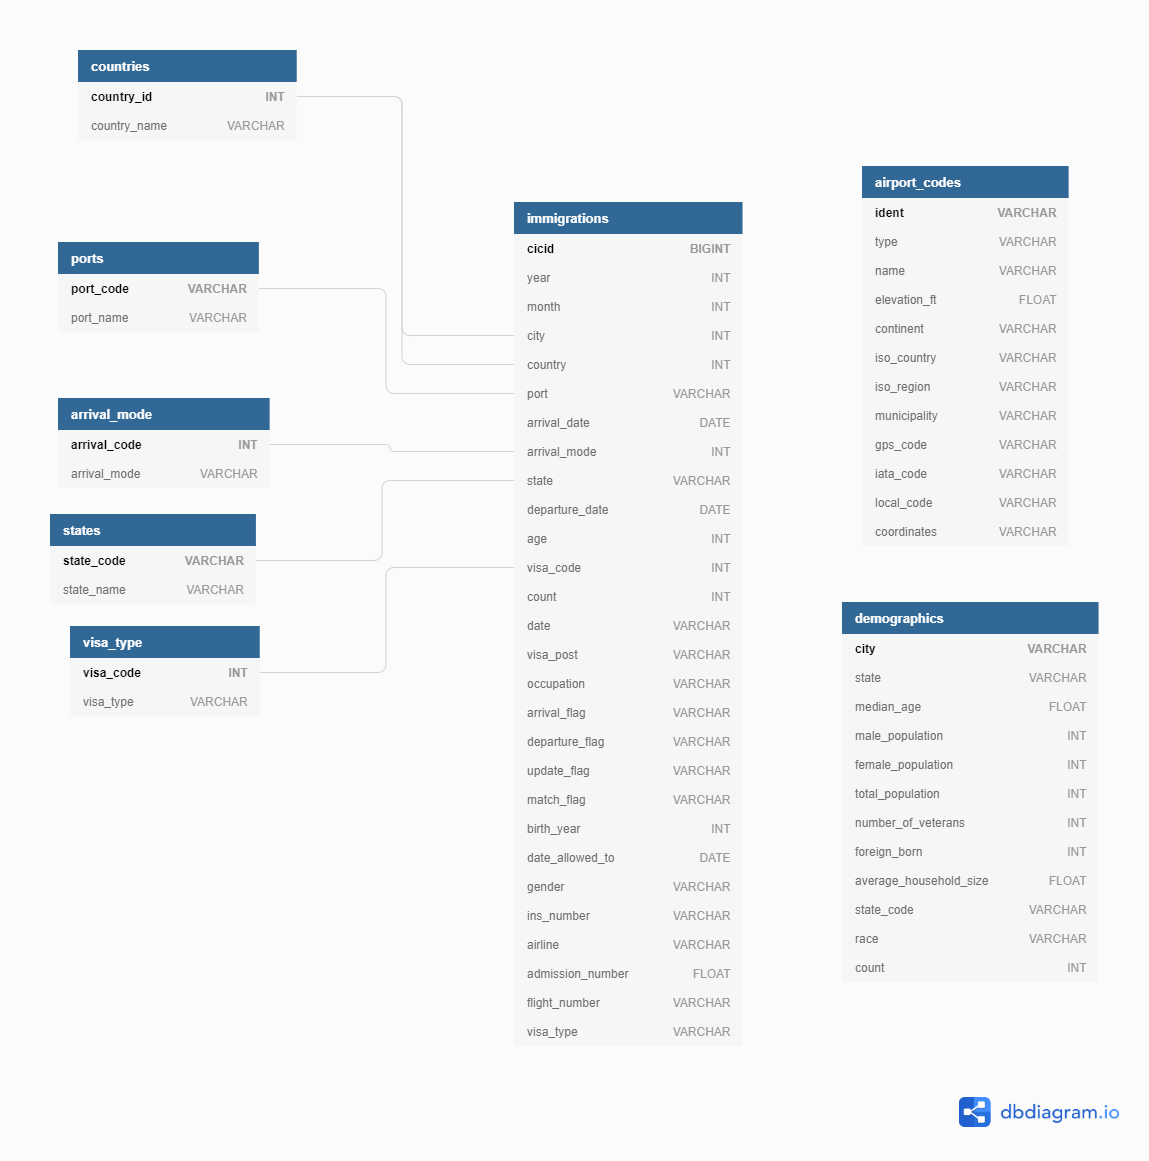 countries
country_id INT
country_name VARCHAR
ports
port_code VARCHAR
port_name VARCHAR
arrival_mode
arrival_code INT
arrival_mode VARCHAR
states
state_code VARCHAR
state_name VARCHAR
visa_type
visa_code INT
visa_type VARCHAR
immigrations
cicid BIGINT
year INT
month INT
city INT
country INT
port VARCHAR
arrival_date DATE
arrival_mode INT
state VARCHAR
departure_date DATE
age INT
visa_code INT
count INT
date VARCHAR
visa_post VARCHAR
occupation VARCHAR
arrival_flag VARCHAR
departure_flag VARCHAR
update_flag VARCHAR
match_flag VARCHAR
birth_year INT
date_allowed_to DATE
gender VARCHAR
ins_number VARCHAR
airline VARCHAR
admission_number FLOAT
flight_number VARCHAR
visa_type VARCHAR
airport_codes
ident VARCHAR
type VARCHAR
name VARCHAR
elevation_ft FLOAT
continent VARCHAR
iso_country VARCHAR
iso_region VARCHAR
municipality VARCHAR
gps_code VARCHAR
iata_code VARCHAR
local_code VARCHAR
coordinates VARCHAR
demographics
city VARCHAR
state VARCHAR
median_age FLOAT
male_population INT
female_population INT
total_population INT
number_of_veterans INT
foreign_born INT
average_household_size FLOAT
state_code VARCHAR
race VARCHAR
count INT
dbdiagram.io